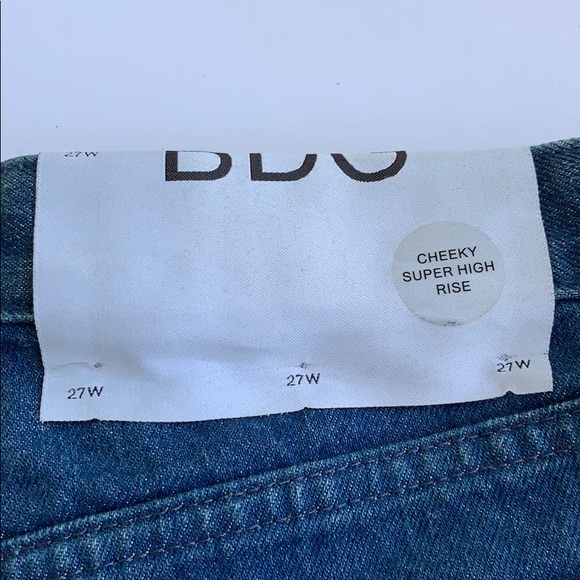 27W
BDG
CHEEKY
SUPER HIGH
RISE
27W 27W 27W